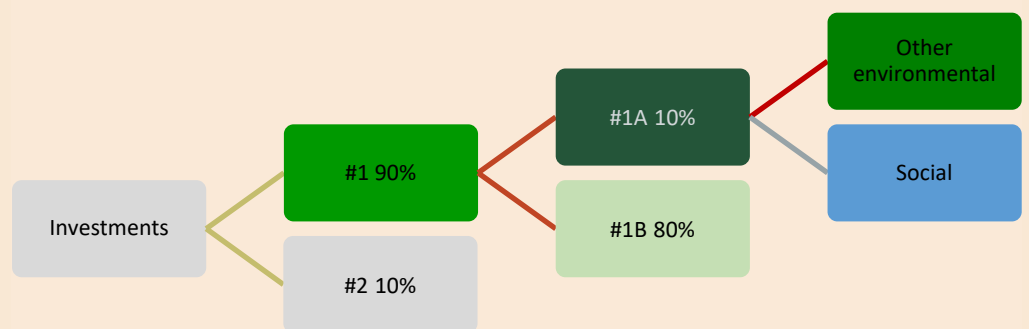 Investments
#1 90%
#2 10%
#1A 10%
#1B 80%
Other
environmental
Social